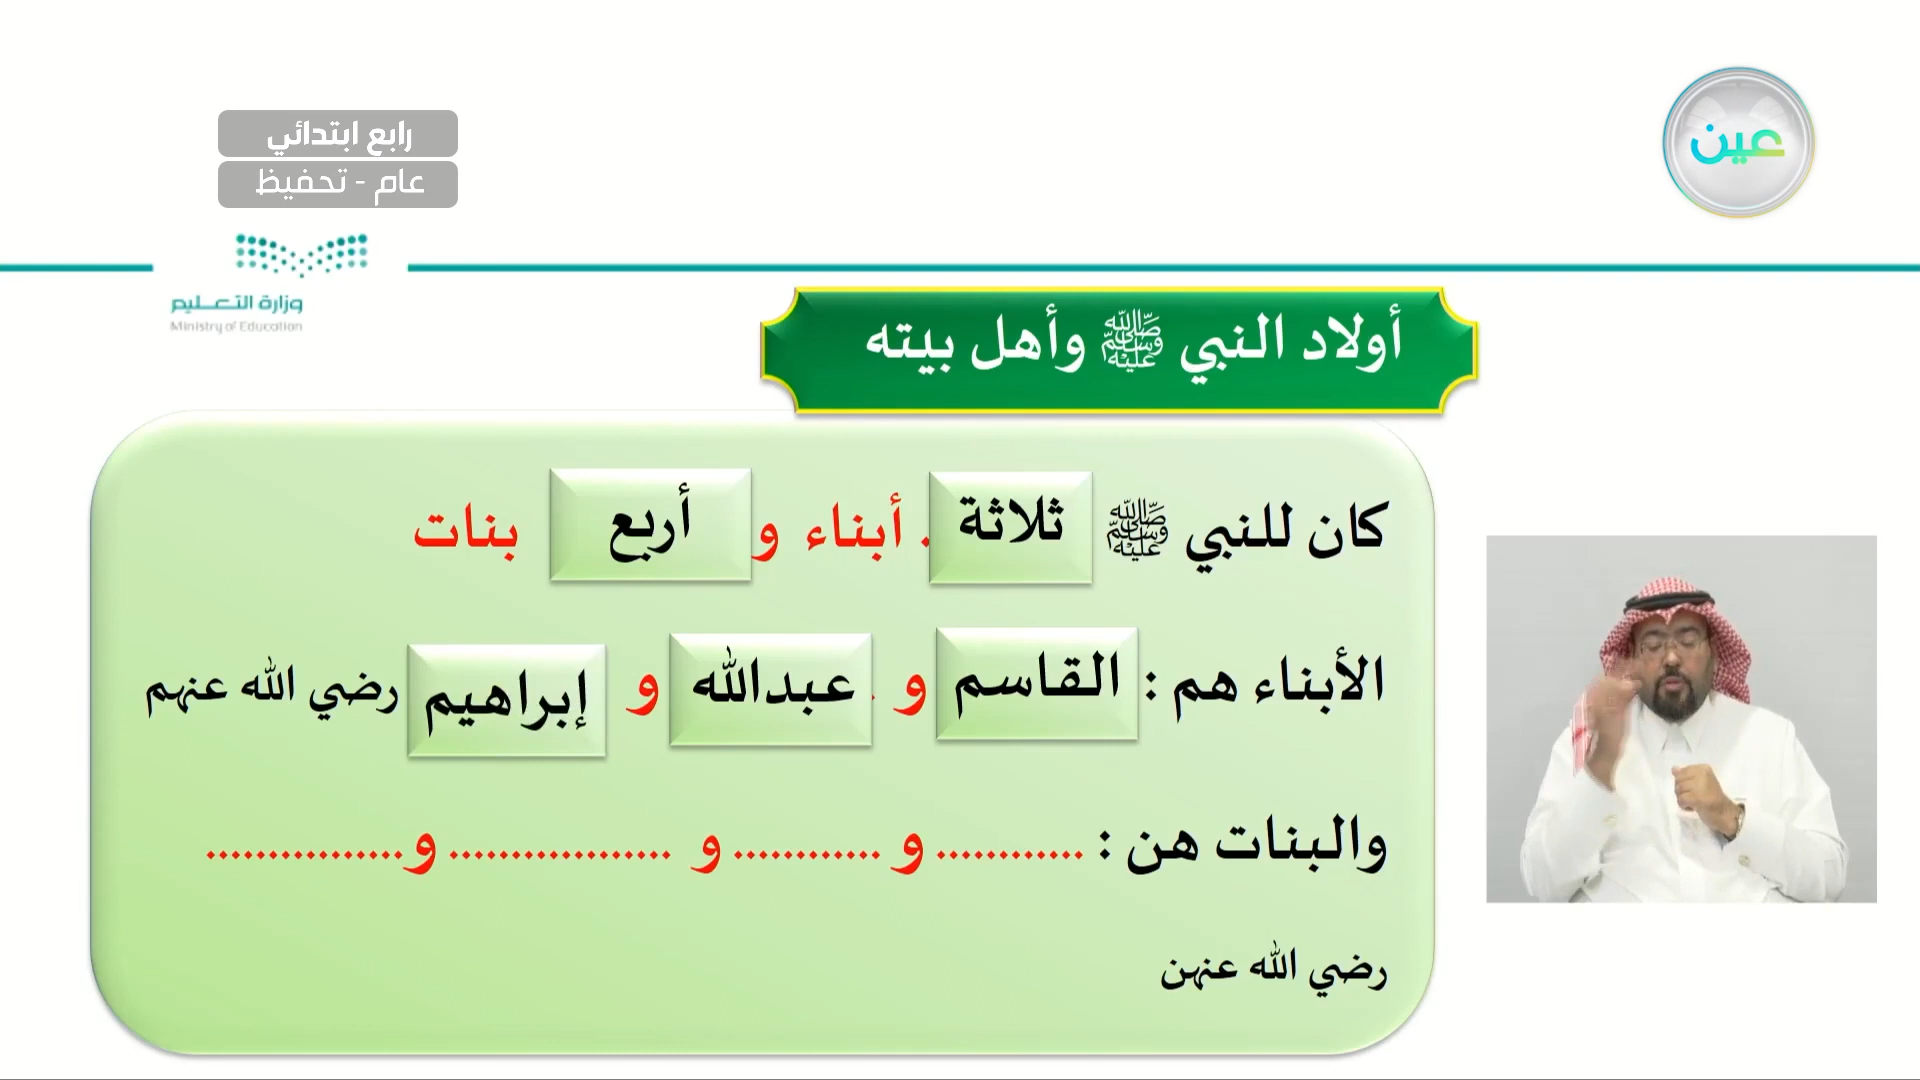 رابع ابتدائي
عام - تحفيظ
عين
وزارة التعليم
Ministry of Education
أولاد النبي ﷺ وأهل بيته
كان للنبي ﷺ ثلاثة . أبناء و أربع بنات
الأبناء هم : القاسم و . عبدالله و إبراهيم رضي الله عنهم
والبنات هن : ............ و ............ و .................. و................
رضي الله عنهن